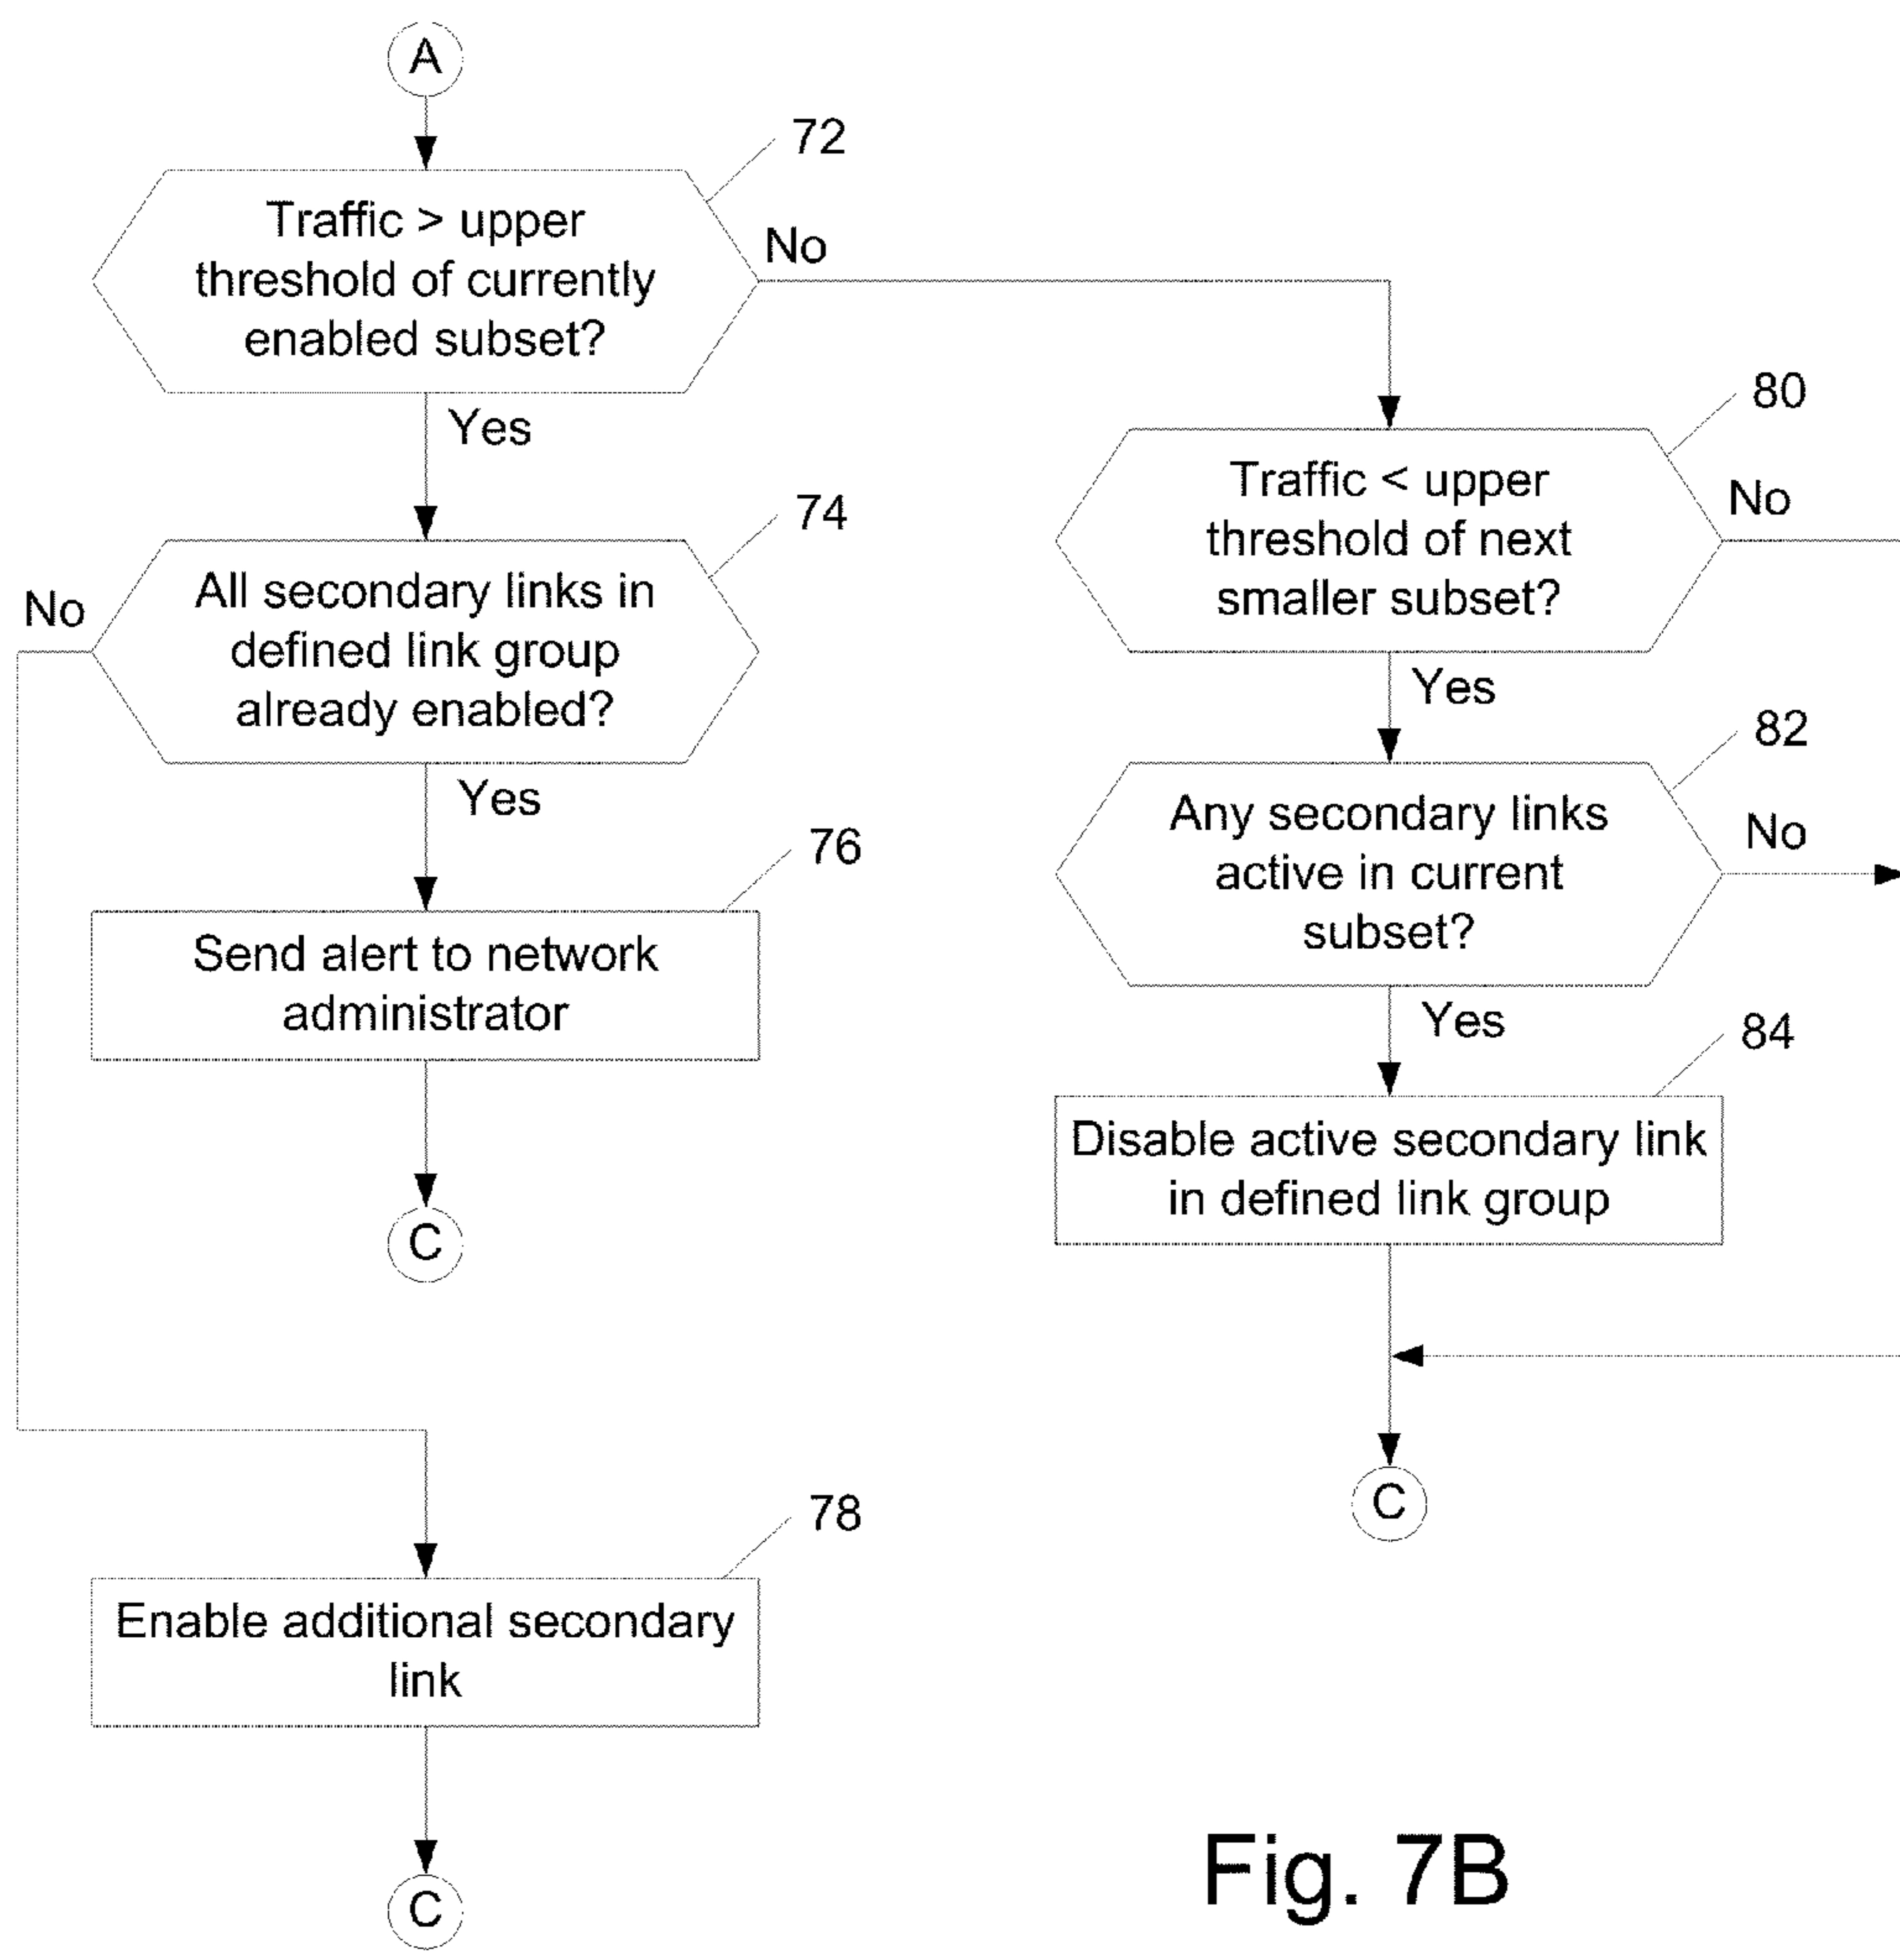 A
72
Traffic > upper
threshold of currently
enabled subset?
No
Yes
74
All secondary links in
defined link group
already enabled?
No
Yes
76
Send alert to network
administrator
C
78
Enable additional secondary
link
C
80
Traffic < upper
threshold of next
smaller subset?
No
Yes
82
Any secondary links
active in current
subset?
No
Yes
84
Disable active secondary link
in defined link group
C
Fig. 7B